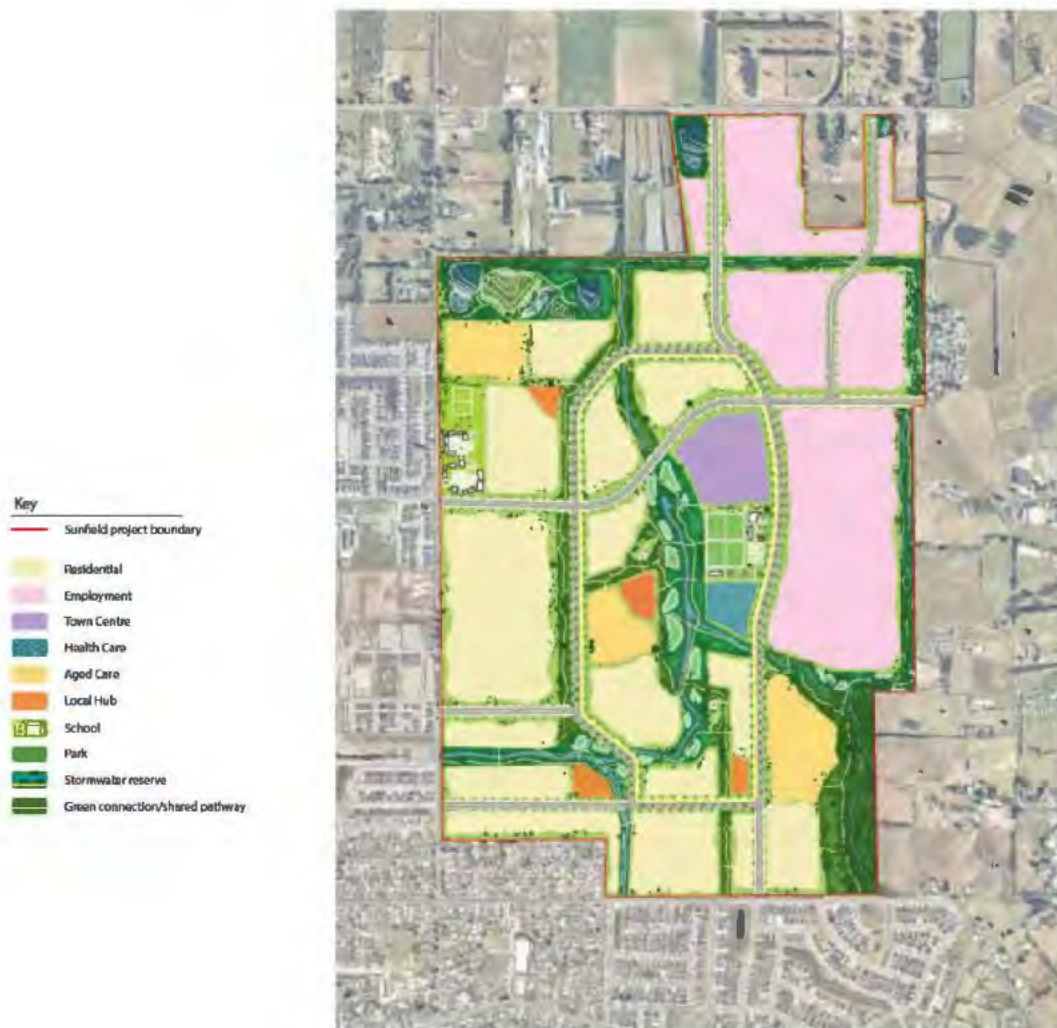 Key
Sunfield project boundary
Residential
Employment
Town Centre
Health Care
Aged Care
Local Hub
School
Park
Stormwater reserve
Green connection/shared pathway